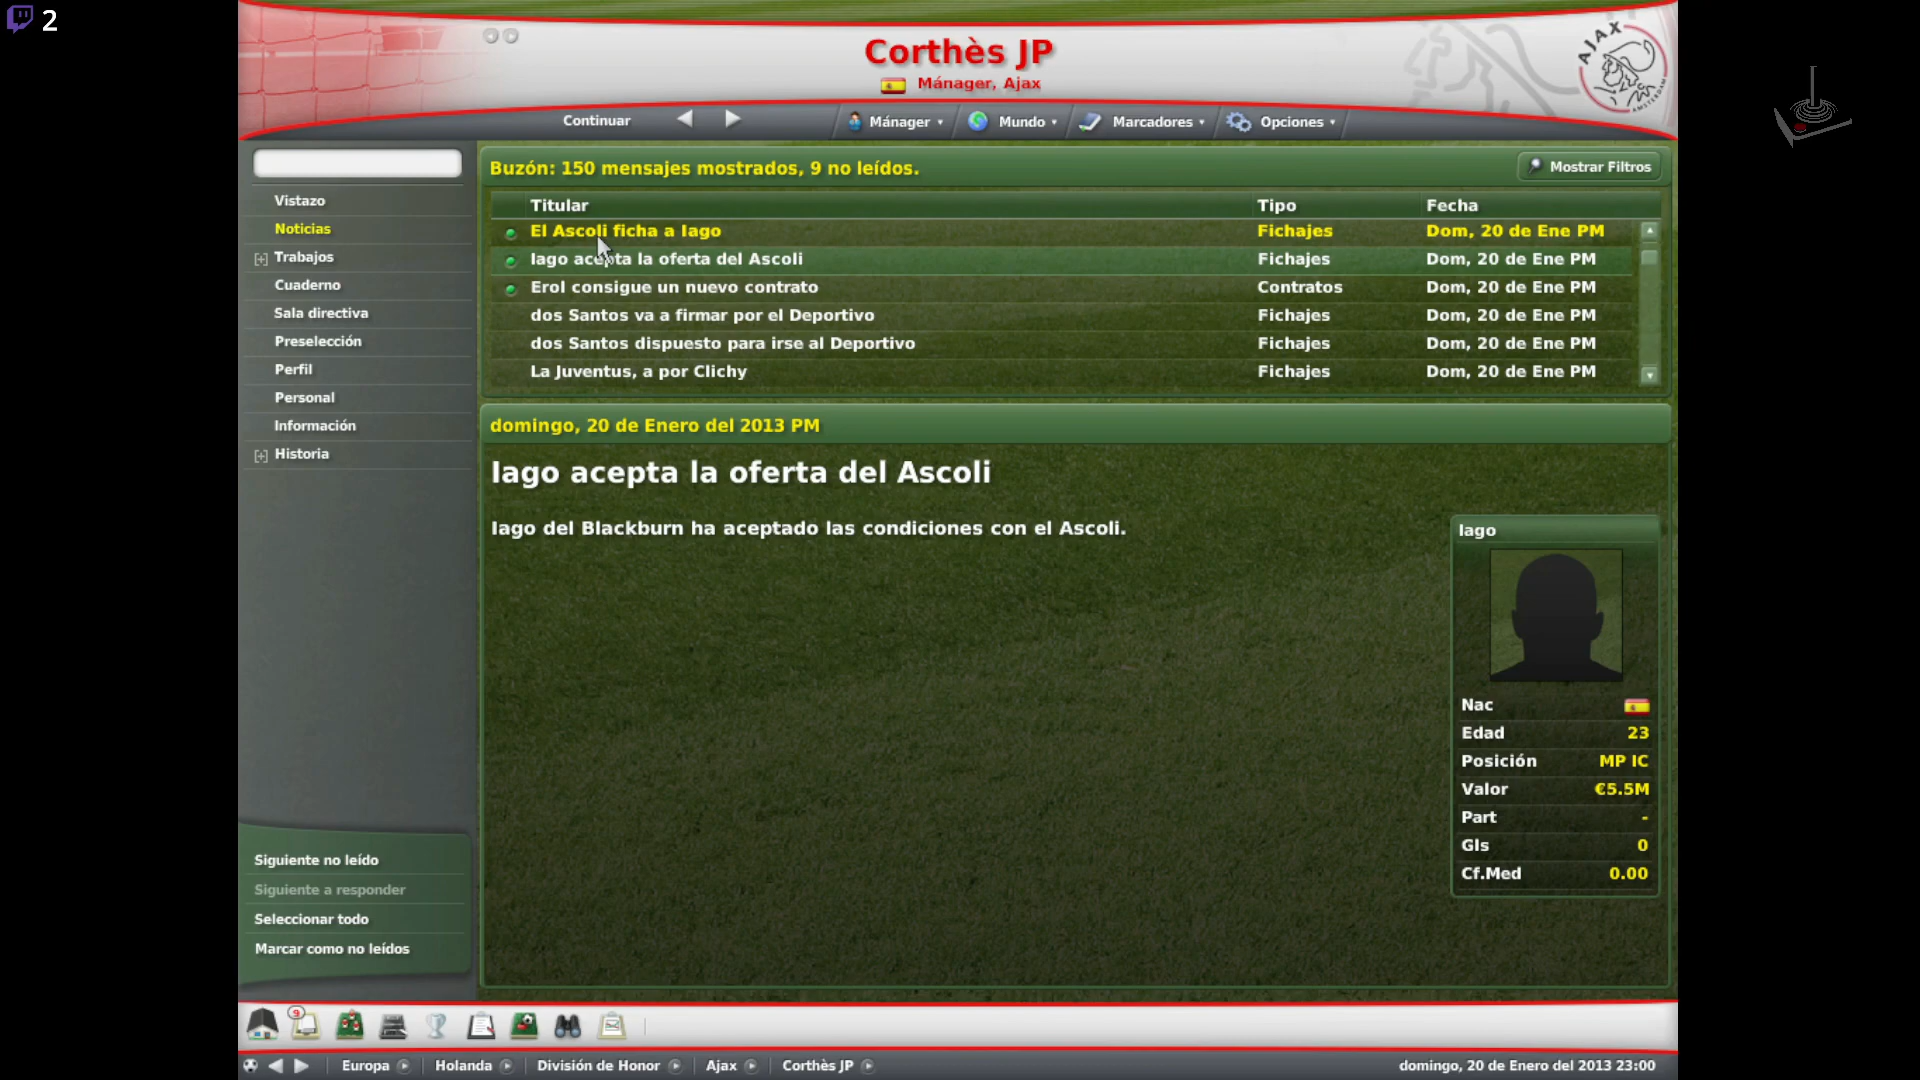 2
Corthès JP
Mánager, Ajax
AJAX
AMSTERDAM
Continuar
Mánager
Mundo
Marcadores
Opciones
Vistazo
Noticias
Trabajos
Cuaderno
Sala directiva
Preselección
Perfil
Personal
Información
Historia
Buzón: 150 mensajes mostrados, 9 no leídos.
Mostrar Filtros
Titular Tipo Fecha
El Ascoli ficha a Iago Fichajes Dom, 20 de Ene PM
Iago acepta la oferta del Ascoli Fichajes Dom, 20 de Ene PM
Erol consigue un nuevo contrato Contratos Dom, 20 de Ene PM
dos Santos va a firmar por el Deportivo Fichajes Dom, 20 de Ene PM
dos Santos dispuesto para irse al Deportivo Fichajes Dom, 20 de Ene PM
La Juventus, a por Clichy Fichajes Dom, 20 de Ene PM
domingo, 20 de Enero del 2013 PM
Iago acepta la oferta del Ascoli
Iago del Blackburn ha aceptado las condiciones con el Ascoli.
Iago
Nac
Edad 23
Posición MP IC
Valor €5.5M
Part -
Gls 0
Cf.Med 0.00
Siguiente no leído
Siguiente a responder
Seleccionar todo
Marcar como no leídos
9
Europa
Holanda
División de Honor
Ajax
Corthès JP
domingo, 20 de Enero del 2013 23:00